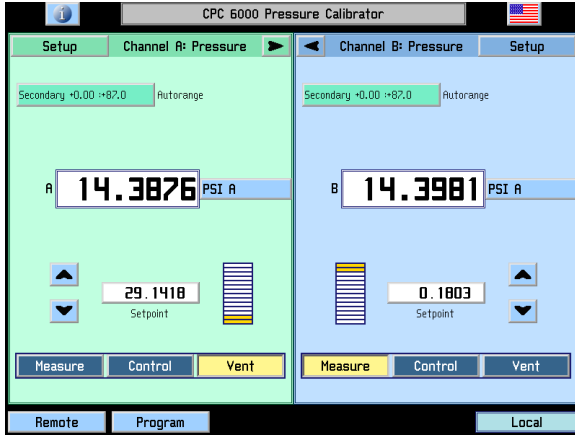 CPC 6000 Pressure Calibrator
Setup Channel A: Pressure
Channel B: Pressure Setup
Secondary +0.00 :+87.0 Autorange
Secondary +0.00 :+87.0 Autorange
A 14.3876 PSI A
B 14.3981 PSI A
29.1418
Setpoint
0.1803
Setpoint
Measure Control Vent
Measure Control Vent
Remote Program Local